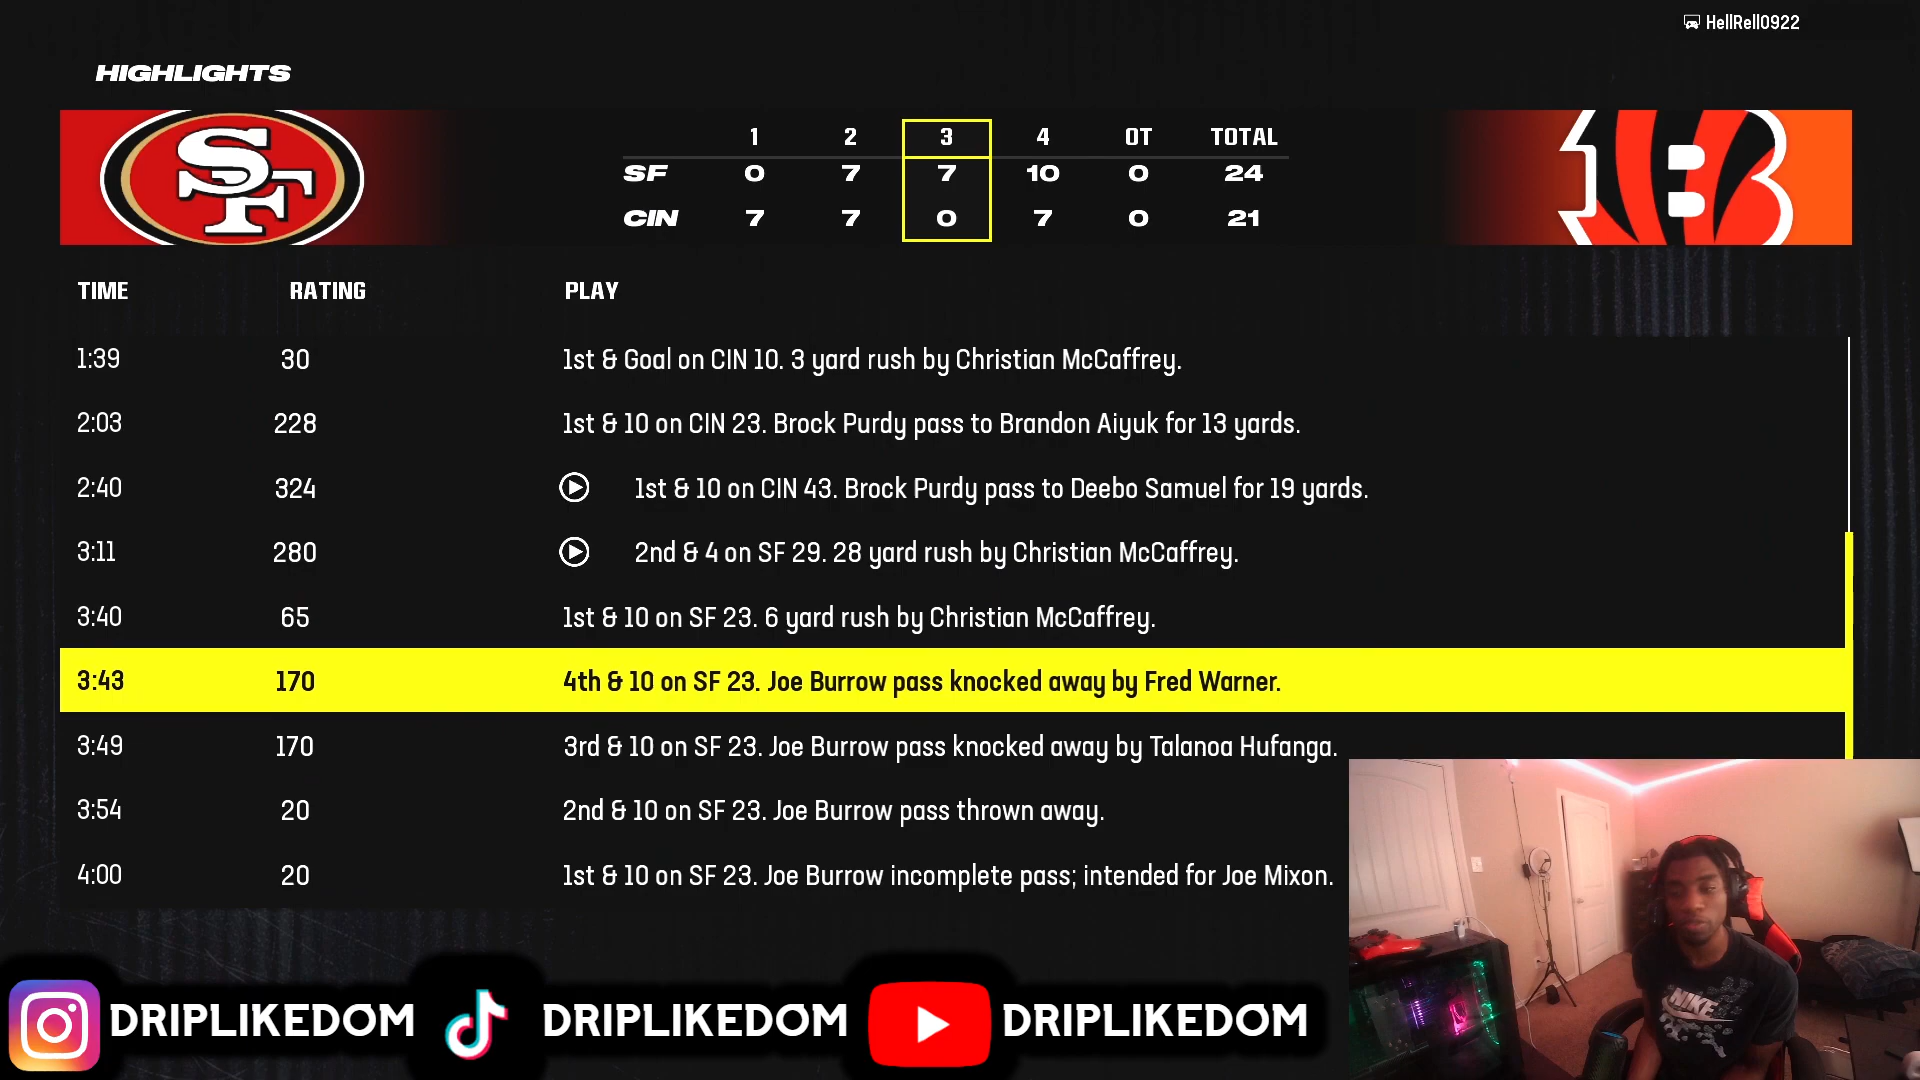 HellRell0922
HIGHLIGHTS
1 2 3 4 OT TOTAL
SF 0 7 7 10 0 24
CIN 7 7 0 7 0 21
SF
B
TIME RATING PLAY
1:39 30 1st & Goal on CIN 10. 3 yard rush by Christian McCaffrey.
2:03 228 1st & 10 on CIN 23. Brock Purdy pass to Brandon Aiyuk for 13 yards.
2:40 324 1st & 10 on CIN 43. Brock Purdy pass to Deebo Samuel for 19 yards.
3:11 280 2nd & 4 on SF 29. 28 yard rush by Christian McCaffrey.
3:40 65 1st & 10 on SF 23. 6 yard rush by Christian McCaffrey.
3:43 170 4th & 10 on SF 23. Joe Burrow pass knocked away by Fred Warner.
3:49 170 3rd & 10 on SF 23. Joe Burrow pass knocked away by Talanoa Hufanga.
3:54 20 2nd & 10 on SF 23. Joe Burrow pass thrown away.
4:00 20 1st & 10 on SF 23. Joe Burrow incomplete pass; intended for Joe Mixon.
NIKE
DRIPLIKEDOM DRIPLIKEDOM DRIPLIKEDOM